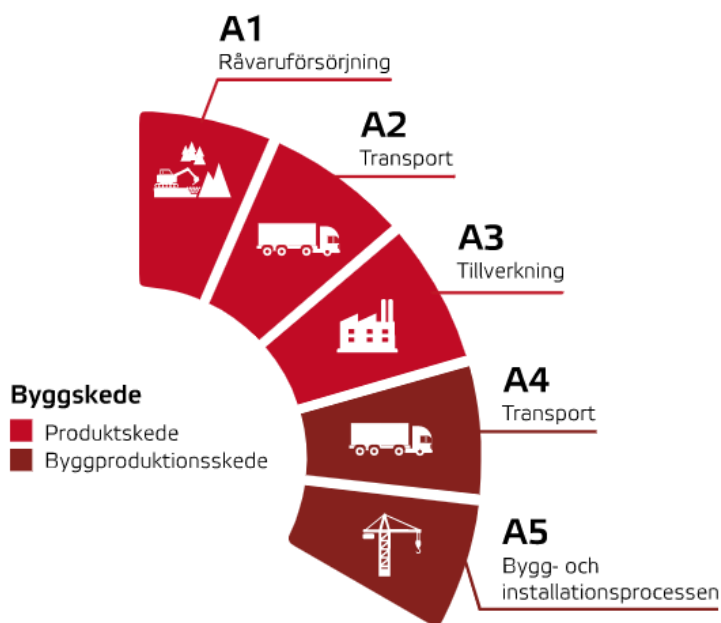 A1
Råvaruförsörjning
A2
Transport
A3
Tillverkning
A4
Transport
A5
Bygg- och
installationsprocessen
Byggskede
Produktskede
Byggproduktionsskede